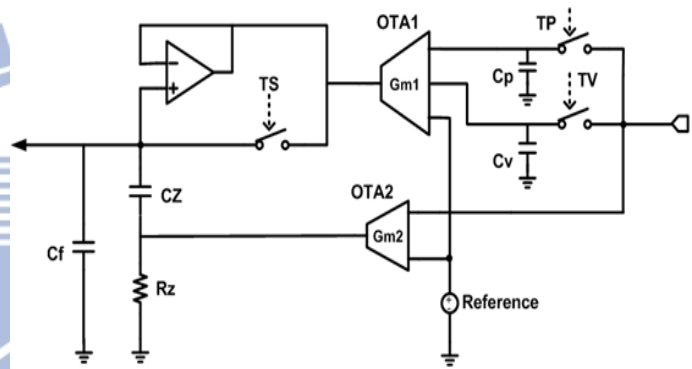 OTA1
TP
TS
Gm1
Cp
TV
Cv
CZ
OTA2
Gm2
Cf
Rz
Reference